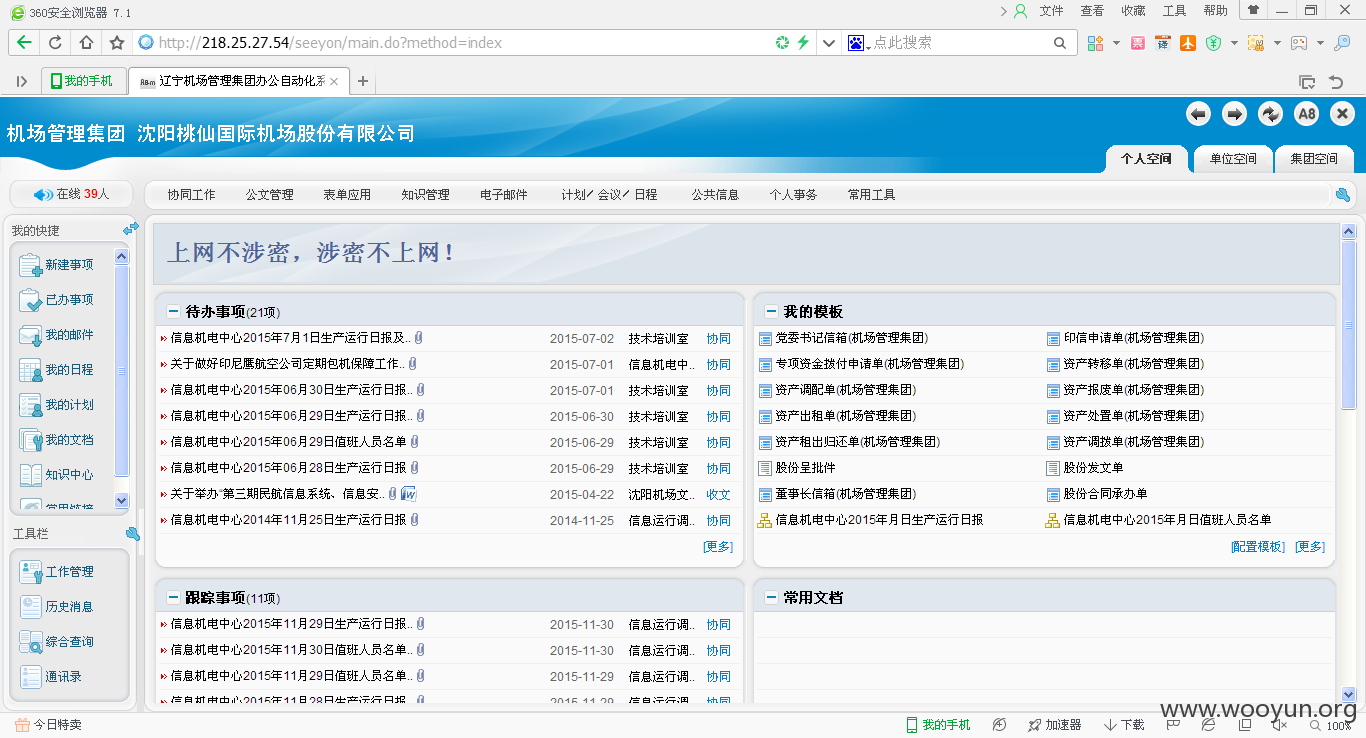 360安全浏览器 7.1
文件 查看 收藏 工具 帮助
http://218.25.27.54/seeyon/main.do?method=index
点此搜索
我的手机
A8-m 辽宁机场管理集团办公自动化系
机场管理集团 沈阳桃仙国际机场股份有限公司
A8
个人空间 单位空间 集团空间
在线 39人
协同工作 公文管理 表单应用 知识管理 电子邮件 计划/会议/日程 公共信息 个人事务 常用工具
我的快捷
新建事项
已办事项
我的邮件
我的日程
我的计划
我的文档
知识中心
常用链接
工具栏
工作管理
历史消息
综合查询
通讯录
上网不涉密，涉密不上网！
待办事项(21项)
信息机电中心2015年7月1日生产运行日报及.. 2015-07-02 技术培训室 协同
关于做好印尼鹰航空公司定期包机保障工作.. 2015-07-01 信息机电中.. 协同
信息机电中心2015年06月30日生产运行日报.. 2015-07-01 技术培训室 协同
信息机电中心2015年06月29日生产运行日报.. 2015-06-30 技术培训室 协同
信息机电中心2015年06月29日值班人员名单 2015-06-29 技术培训室 协同
信息机电中心2015年06月28日生产运行日报 2015-06-29 技术培训室 协同
关于举办“第三期民航信息系统、信息安.. 2015-04-22 沈阳机场文.. 收文
信息机电中心2014年11月25日生产运行日报 2014-11-25 信息运行调.. 协同
[更多]
我的模板
党委书记信箱(机场管理集团) 印信申请单(机场管理集团)
专项资金拨付申请单(机场管理集团) 资产转移单(机场管理集团)
资产调配单(机场管理集团) 资产报废单(机场管理集团)
资产出租单(机场管理集团) 资产处置单(机场管理集团)
资产租出归还单(机场管理集团) 资产调拨单(机场管理集团)
股份呈批件 股份发文单
董事长信箱(机场管理集团) 股份合同承办单
信息机电中心2015年月日生产运行日报 信息机电中心2015年月日值班人员名单
[配置模板] [更多]
跟踪事项(11项)
信息机电中心2015年11月29日生产运行日报.. 2015-11-30 信息运行调.. 协同
信息机电中心2015年11月30日值班人员名单.. 2015-11-30 信息运行调.. 协同
信息机电中心2015年11月29日值班人员名单.. 2015-11-29 信息运行调.. 协同
信息机电中心2015年11月28日生产运行日报.. 2015-11-29 信息运行调.. 协同
常用文档
今日特卖
我的手机 加速器 下载 100%
www.wooyun.org